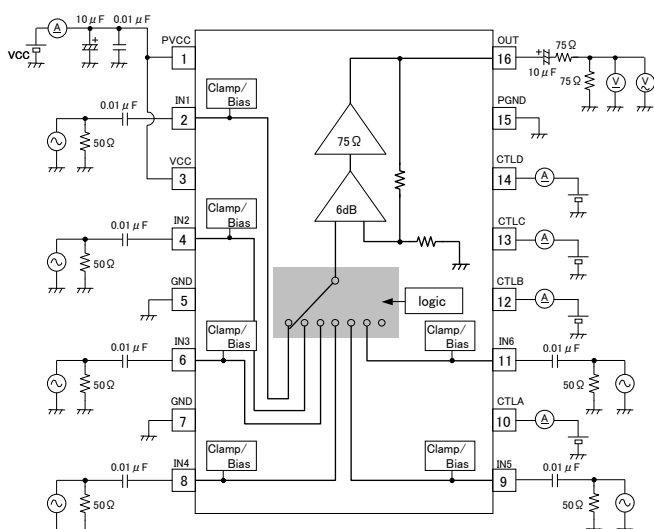 A 10μF 0.01μF
VCC
+
PVCC
1
0.01μF IN1
2
50Ω
Clamp/
Bias
VCC
3
0.01μF IN2
4
50Ω
Clamp/
Bias
GND
5
0.01μF IN3
6
50Ω
Clamp/
Bias
GND
7
0.01μF IN4
8
50Ω
Clamp/
Bias
75Ω
6dB
logic
Clamp/
Bias
Clamp/
Bias
OUT
16
+
10μF
75Ω
75Ω
V
V
PGND
15
CTLD
14
A
CTLC
13
A
CTLB
12
A
IN6
11
0.01μF
50Ω
CTLA
10
A
IN5
9
0.01μF
50Ω